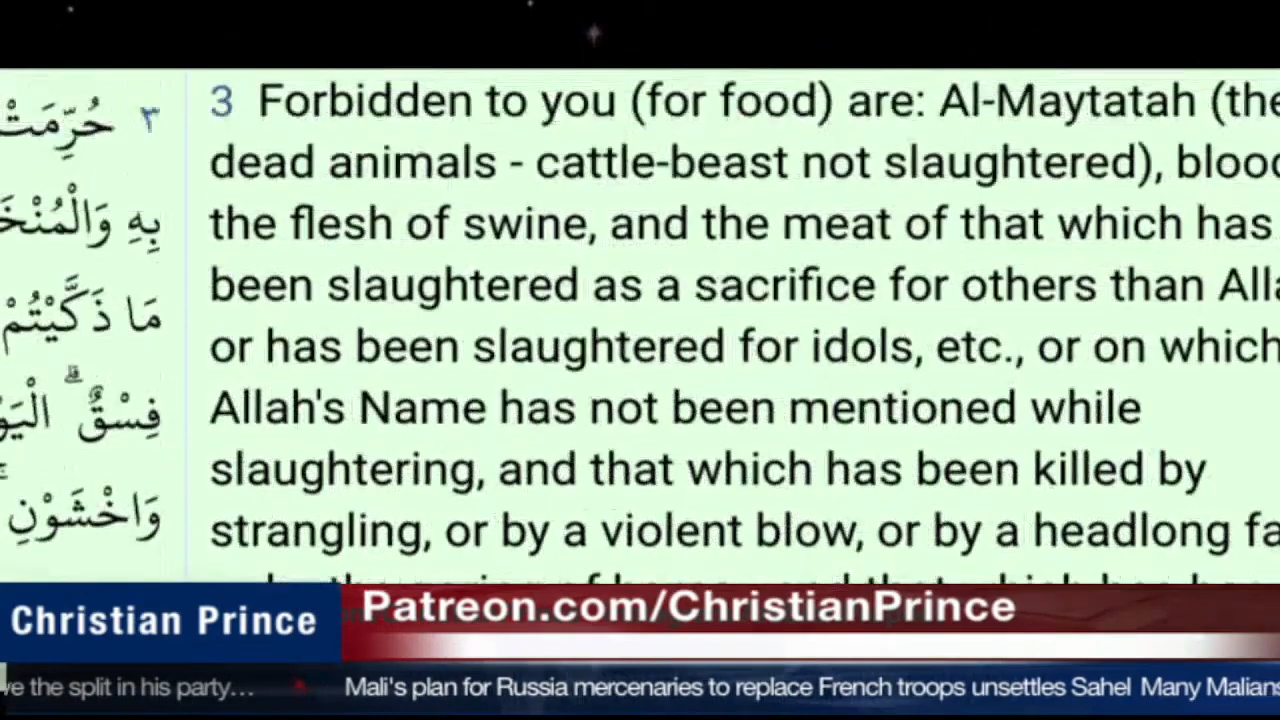 3 Forbidden to you (for food) are: Al-Maytatah (the
dead animals - cattle-beast not slaughtered), blood
the flesh of swine, and the meat of that which has
been slaughtered as a sacrifice for others than Alla
or has been slaughtered for idols, etc., or on which
Allah's Name has not been mentioned while
slaughtering, and that which has been killed by
strangling, or by a violent blow, or by a headlong fa
٣ حُرِّمَتْ
بِهِ وَالْمُنْخَ
مَا ذَكَّيْتُمْ
فِسْقٌ ۗ الْيَوْ
وَاخْشَوْنِ ۚ
Christian Prince
Patreon.com/ChristianPrince
ve the split in his party… Mali's plan for Russia mercenaries to replace French troops unsettles Sahel Many Malians